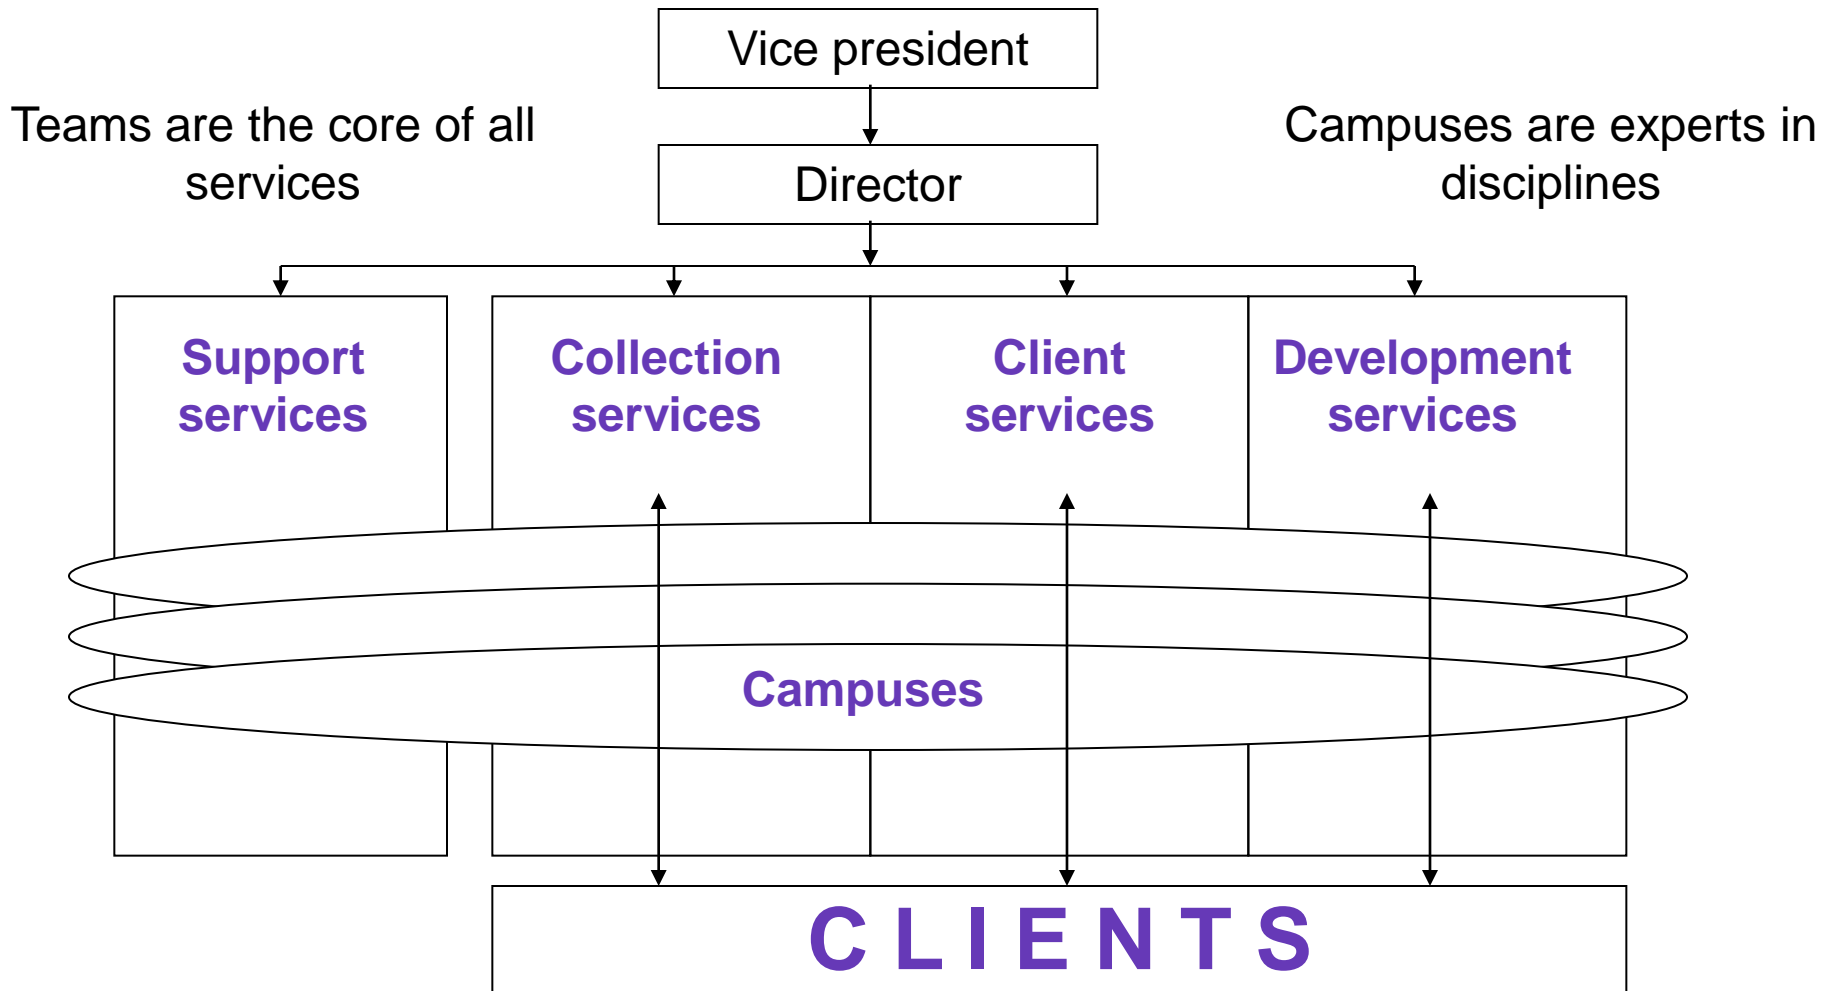 Vice president
Teams are the core of all
services
Campuses are experts in
disciplines
Director
Support
services
Collection
services
Client
services
Development
services
Campuses
C L I E N T S